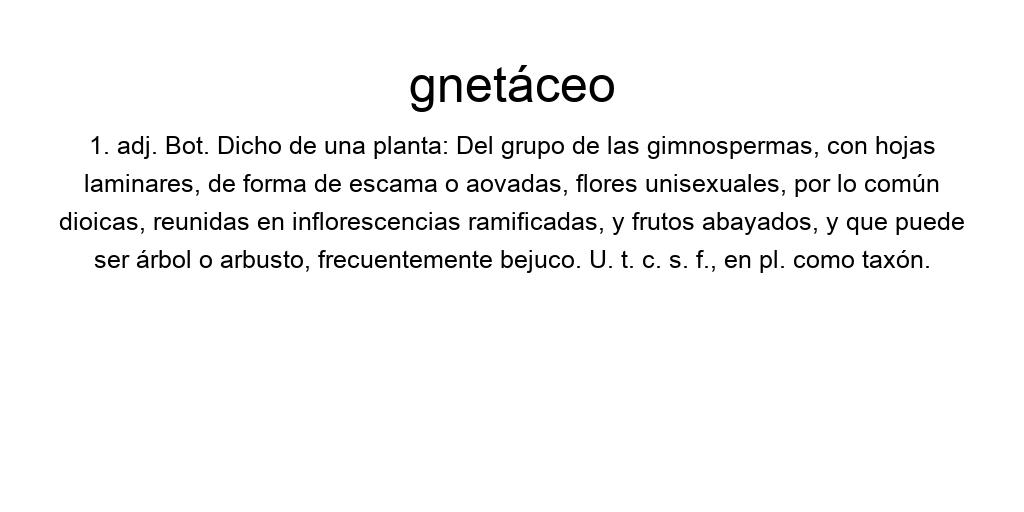 gnetáceo
1. adj. Bot. Dicho de una planta: Del grupo de las gimnospermas, con hojas
laminares, de forma de escama o aovadas, flores unisexuales, por lo común
dioicas, reunidas en inflorescencias ramificadas, y frutos abayados, y que puede
ser árbol o arbusto, frecuentemente bejuco. U. t. c. s. f., en pl. como taxón.